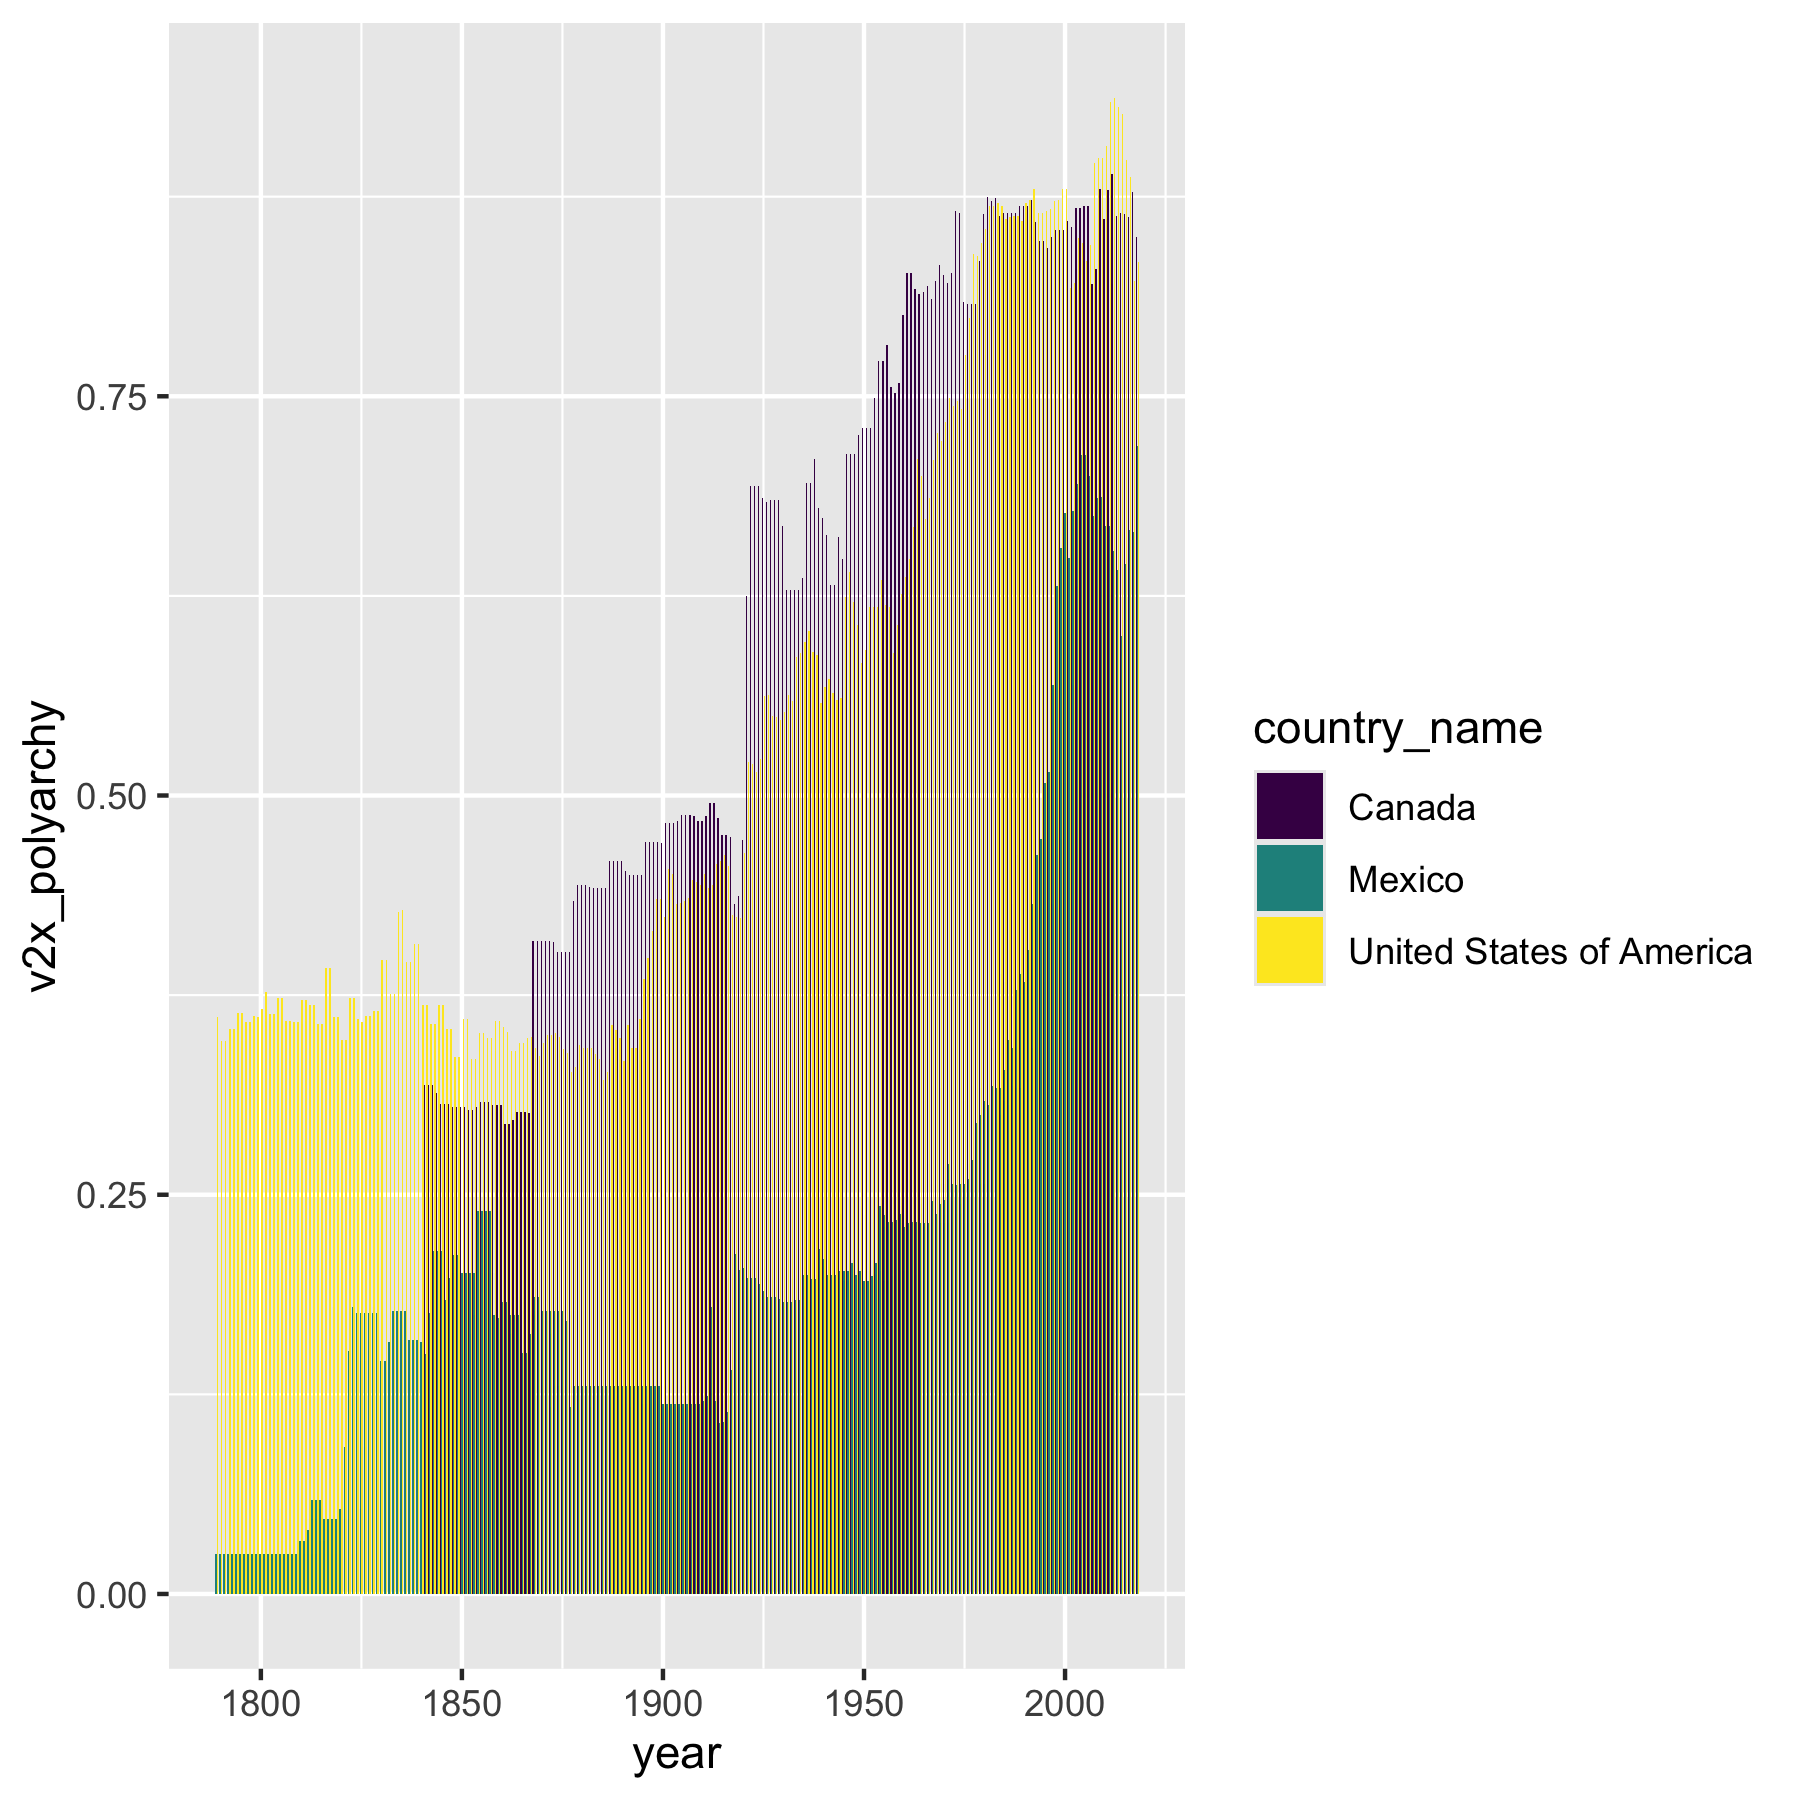 v2x_polyarchy
0.75
0.50
0.25
0.00
1800 1850 1900 1950 2000
year
country_name
Canada
Mexico
United States of America